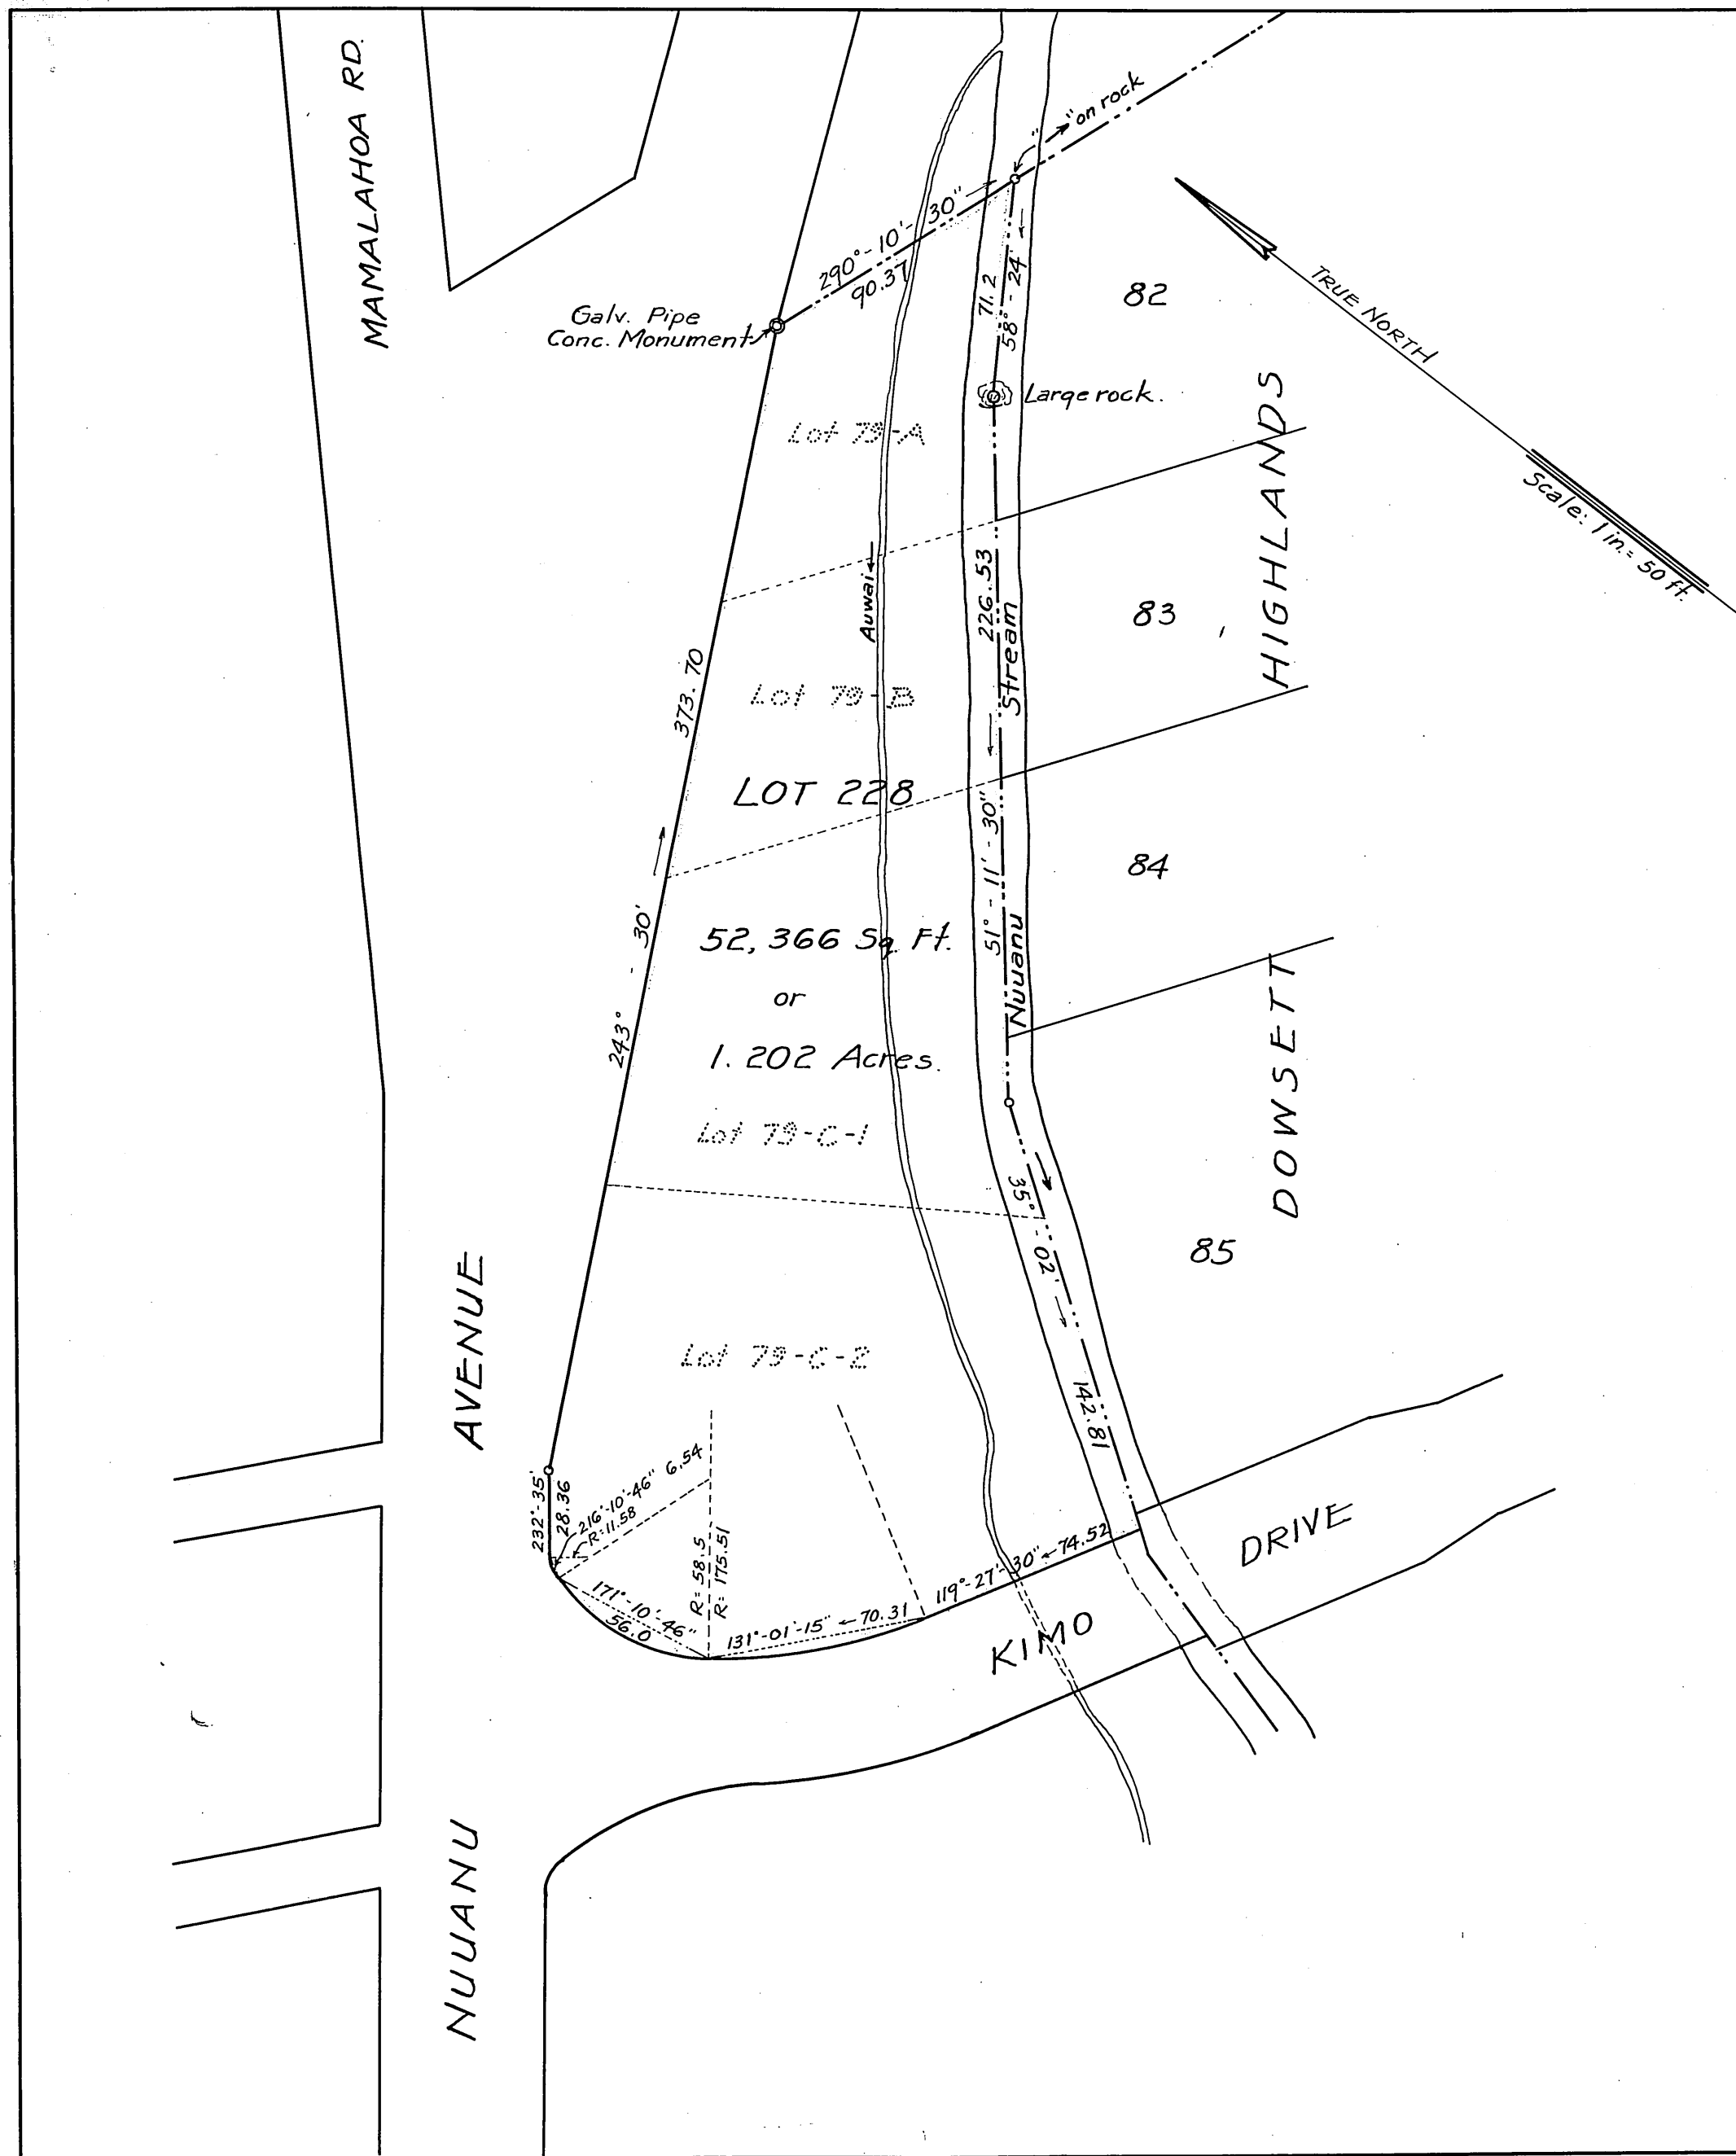 MAMALAHOA RD.
"→" on rock
290°-10'-30"
90.37
Galv. Pipe
Conc. Monument
71.2
58°-24'
82
TRUE NORTH
Scale: 1 in. = 50 ft.
Large rock.
Lot 79-A
HIGHLANDS
Auwai
226.53
Stream
83
373.70
Lot 79-B
LOT 228
51°-11'-30"
Nuuanu
84
243° - 30'
52,366 Sq. Ft.
or
1.202 Acres.
Lot 79-C-1
DOWSETT
35°-02'
142.81
85
AVENUE
Lot 79-C-2
232°-35'
28.36
216°-10'-46" 6.54
R=11.58
R=58.5
R=175.51
171°-10'-46"
56.0
131°-01'-15" ← 70.31
119°-27'-30" ← 74.52
KIMO
DRIVE
NUUANU